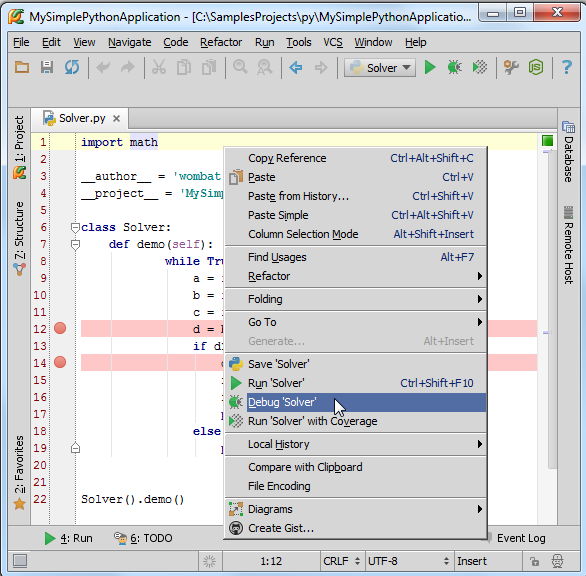 MySimplePythonApplication - [C:\SamplesProjects\py\MySimplePythonApplicatio...
File Edit View Navigate Code Refactor Run Tools VCS Window Help
Solver
Solver.py
1: Project
7: Structure
2: Favorites
1 import math
2
3 __author__ = 'wombat
4 __project__ = 'MySim
5
6 class Solver:
7 def demo(self):
8 while Tru
9 a = i
10 b = i
11 c = i
12 d = b
13 if di
14
15
16
17
18 else
19
20
21
22 Solver().demo()
Copy Reference Ctrl+Alt+Shift+C
Paste Ctrl+V
Paste from History... Ctrl+Shift+V
Paste Simple Ctrl+Alt+Shift+V
Column Selection Mode Alt+Shift+Insert
Find Usages Alt+F7
Refactor
Folding
Go To
Generate... Alt+Insert
Save 'Solver'
Run 'Solver' Ctrl+Shift+F10
Debug 'Solver'
Run 'Solver' with Coverage
Local History
Compare with Clipboard
File Encoding
Diagrams
Create Gist...
Database
Remote Host
4: Run 6: TODO Event Log
1:12 CRLF UTF-8 Insert